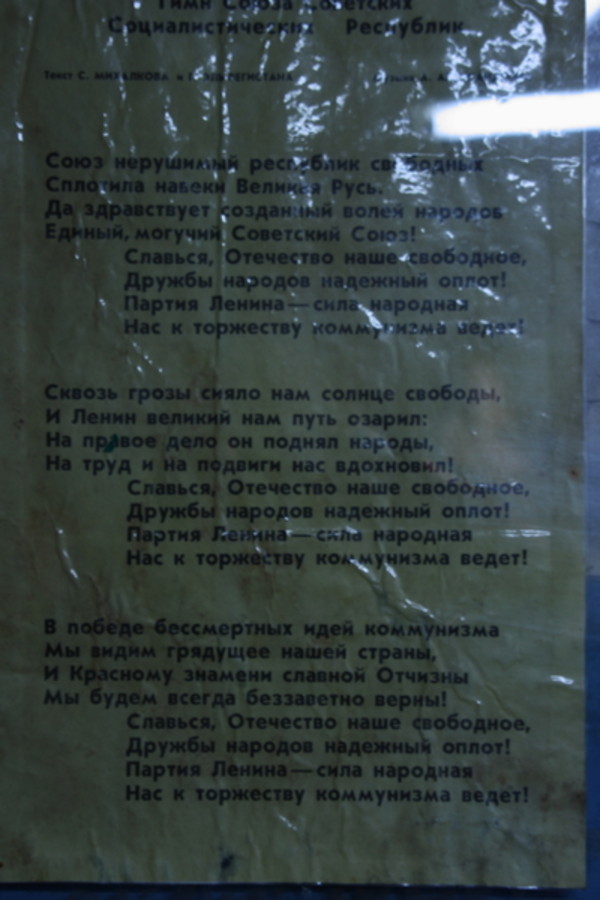 Гимн Союза Советских
Социалистических Республик
Текст С. МИХАЛКОВА и
Союз нерушимый республик свободных
Сплотила навеки Великая Русь.
Да здравствует созданный волей народов
Единый, могучий Советский Союз!
Славься, Отечество наше свободное,
Дружбы народов надежный оплот!
Партия Ленина — сила народная
Нас к торжеству коммунизма ведет!
Сквозь грозы сияло нам солнце свободы,
И Ленин великий нам путь озарил:
На правое дело он поднял народы,
На труд и на подвиги нас вдохновил!
Славься, Отечество наше свободное,
Дружбы народов надежный оплот!
Партия Ленина — сила народная
Нас к торжеству коммунизма ведет!
В победе бессмертных идей коммунизма
Мы видим грядущее нашей страны,
И Красному знамени славной Отчизны
Мы будем всегда беззаветно верны!
Славься, Отечество наше свободное,
Дружбы народов надежный оплот!
Партия Ленина — сила народная
Нас к торжеству коммунизма ведет!